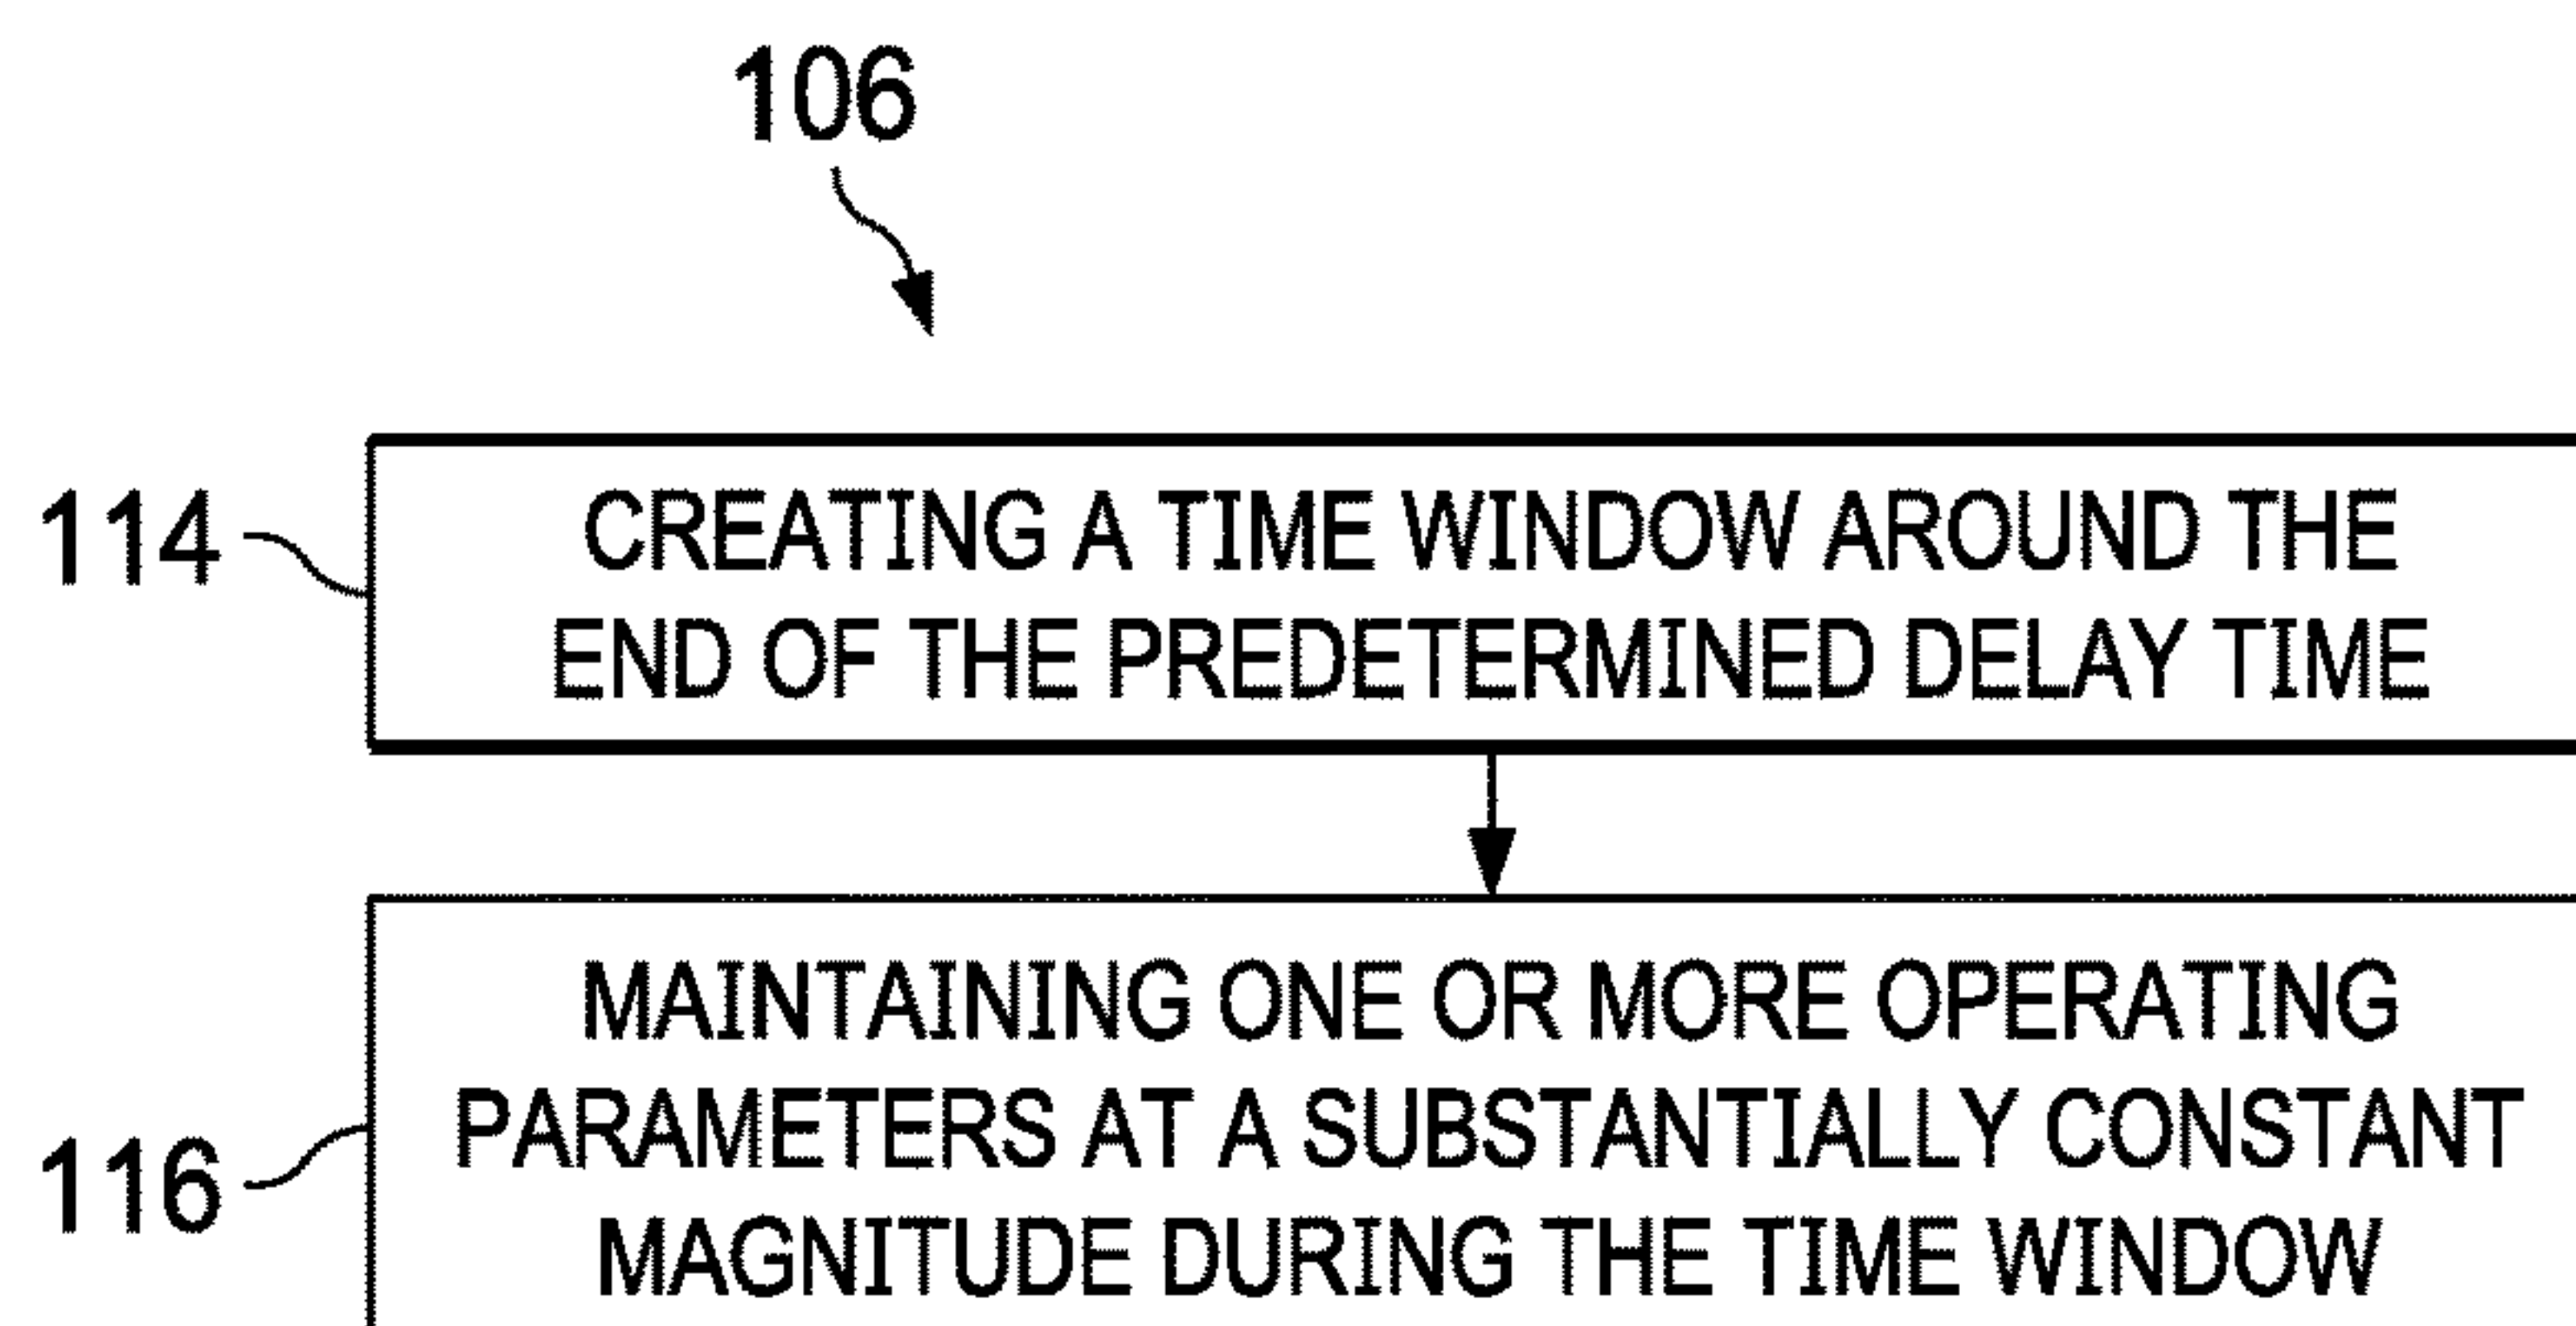 106
114
CREATING A TIME WINDOW AROUND THE
END OF THE PREDETERMINED DELAY TIME
116
MAINTAINING ONE OR MORE OPERATING
PARAMETERS AT A SUBSTANTIALLY CONSTANT
MAGNITUDE DURING THE TIME WINDOW